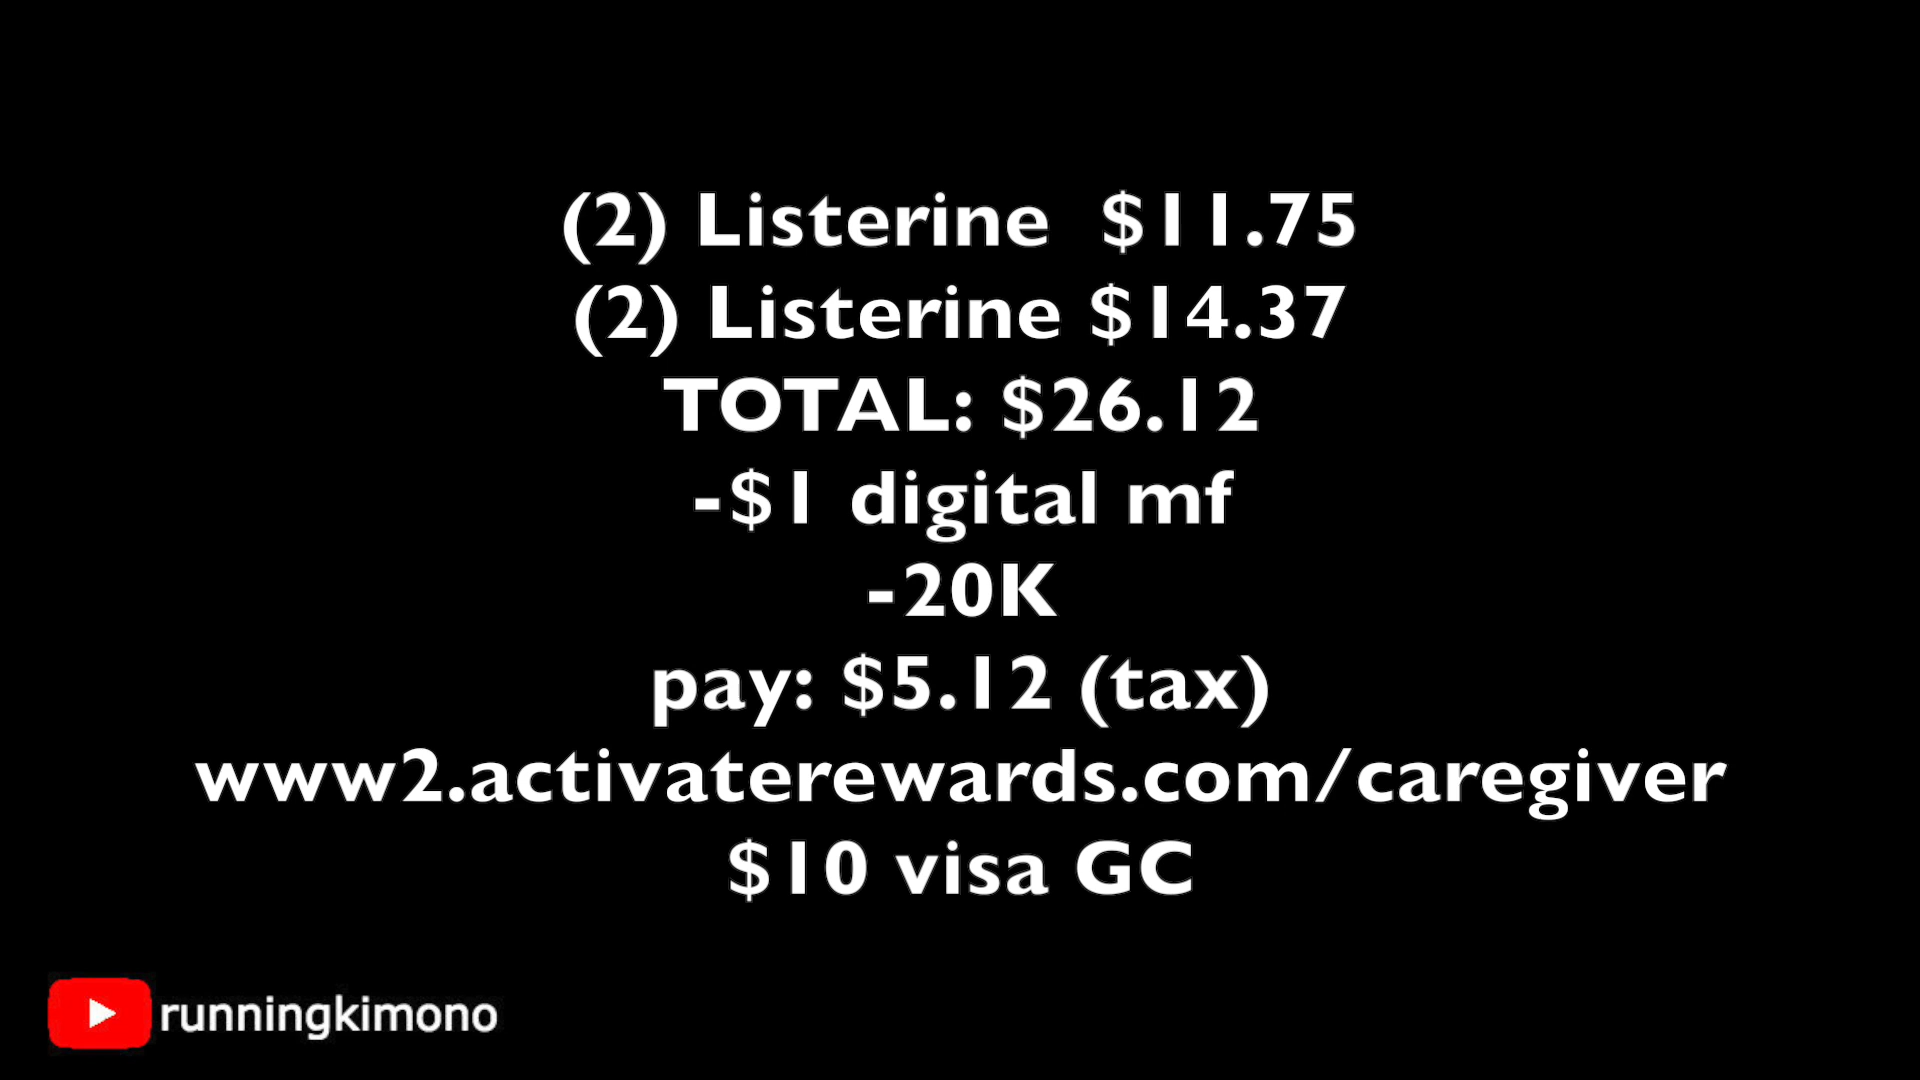 (2) Listerine  $11.75
(2) Listerine $14.37
TOTAL: $26.12
-$1 digital mf
-20K
pay: $5.12 (tax)
www2.activaterewards.com/caregiver
$10 visa GC
runningkimono